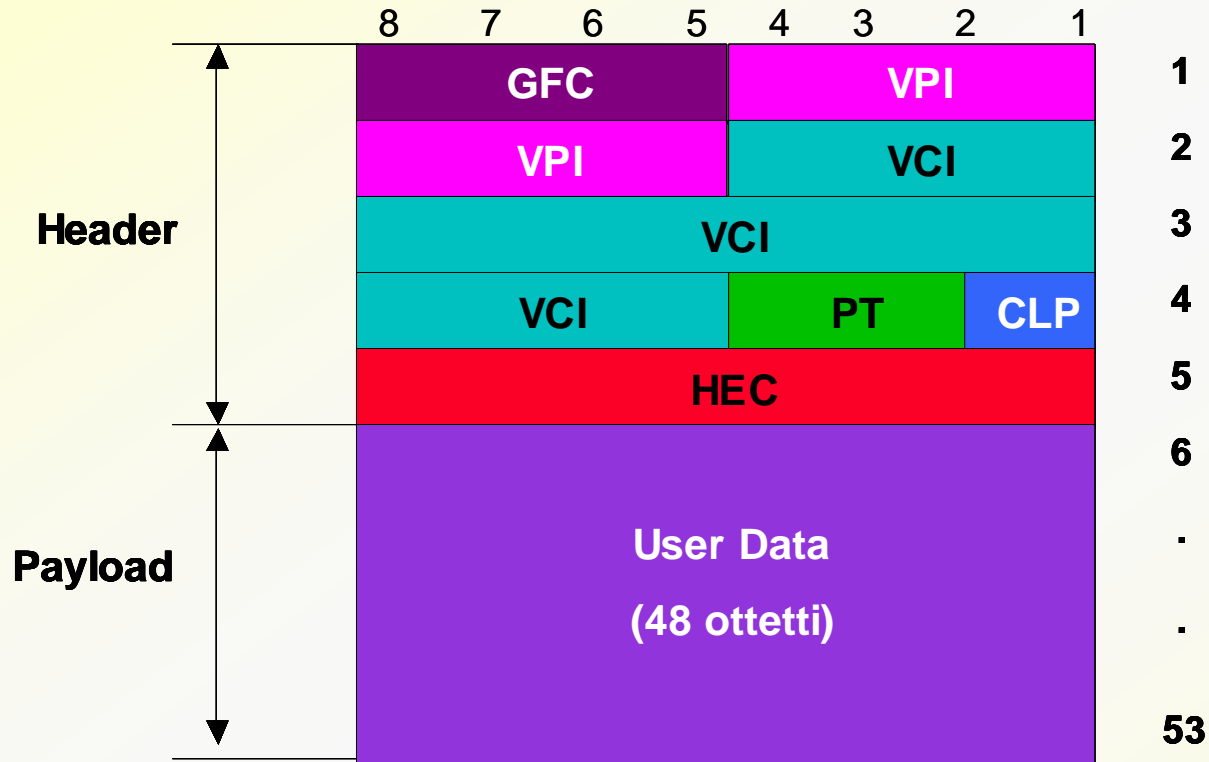 8 7 6 5 4 3 2 1
GFC VPI 1
VPI VCI 2
Header VCI 3
VCI PT CLP 4
HEC 5
6
User Data .
Payload
(48 ottetti) .
53